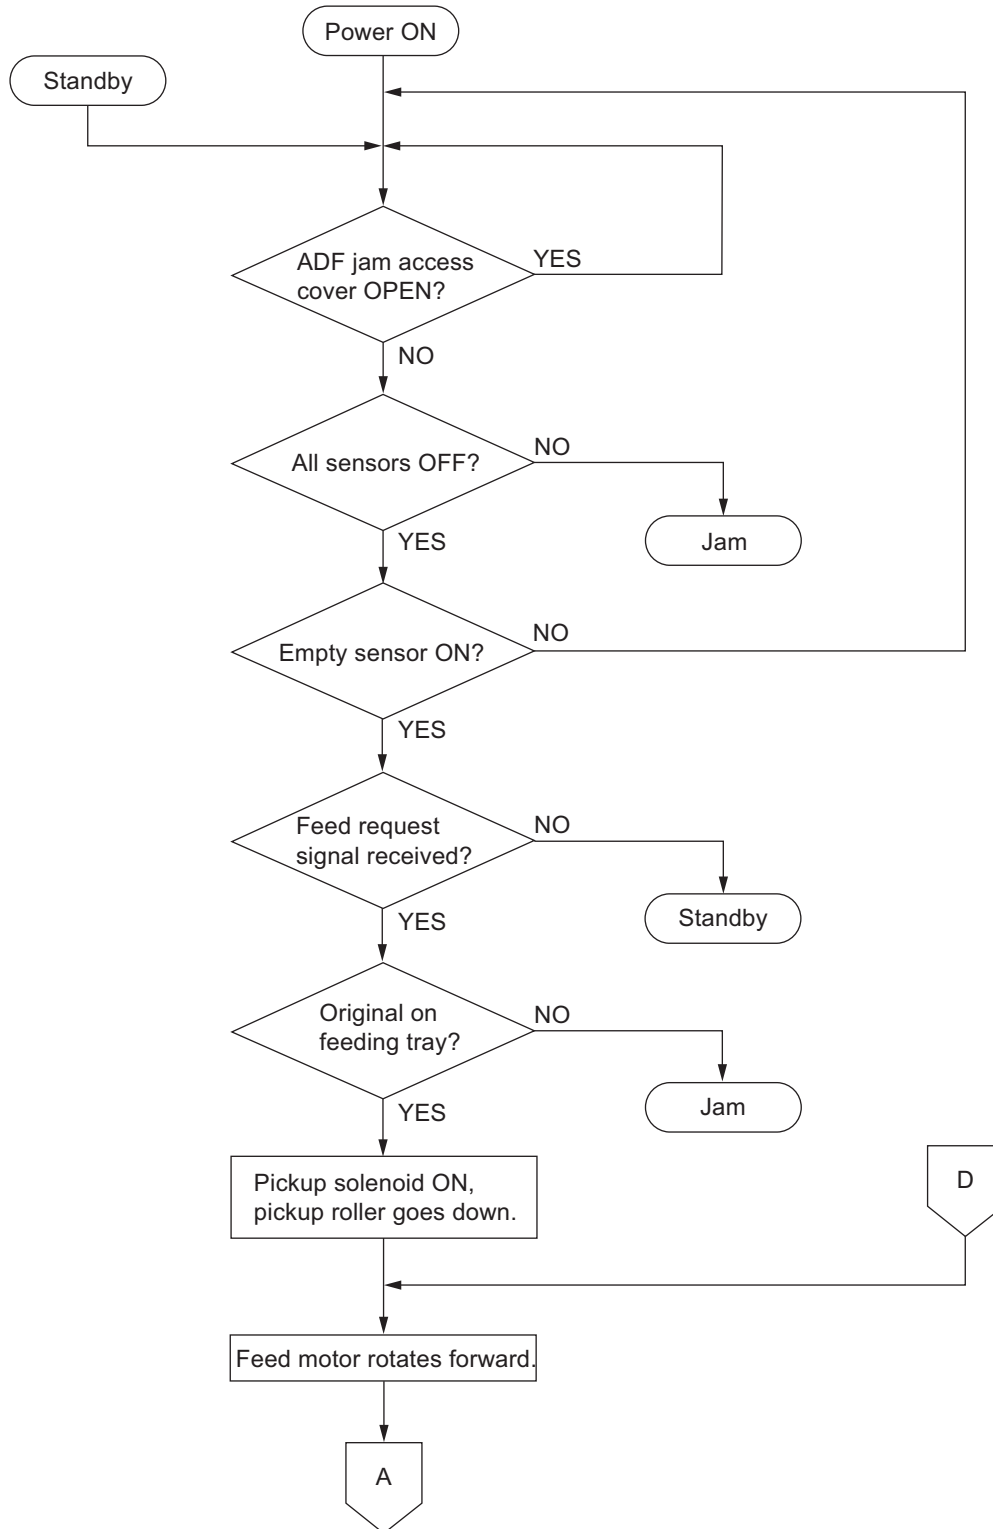 Power ON
Standby
ADF jam access
cover OPEN?
YES
NO
All sensors OFF?
NO
Jam
YES
Empty sensor ON?
NO
YES
Feed request
signal received?
NO
Standby
YES
Original on
feeding tray?
NO
Jam
YES
Pickup solenoid ON,
pickup roller goes down.
D
Feed motor rotates forward.
A